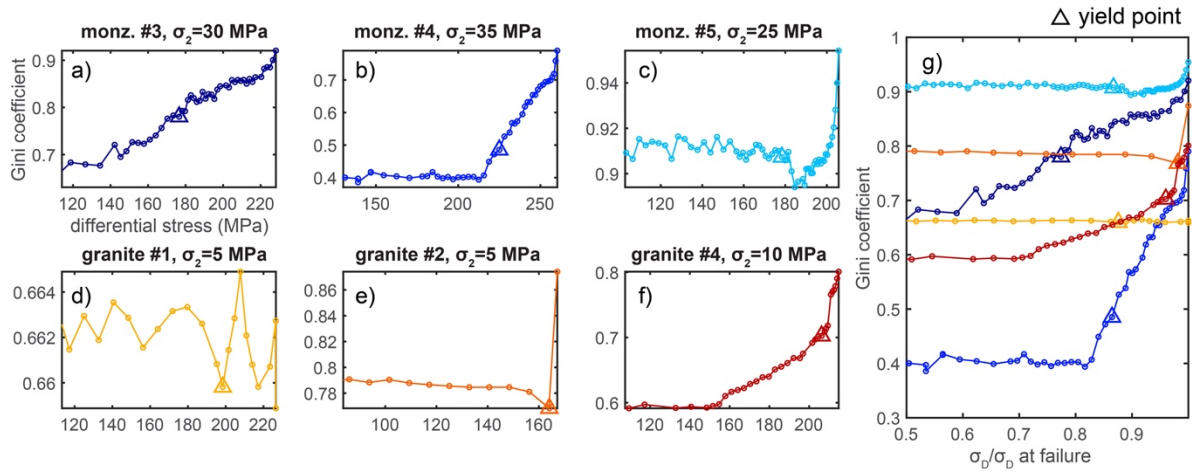 △ yield point
monz. #3, σ2=30 MPa
monz. #4, σ2=35 MPa
monz. #5, σ2=25 MPa
Gini coefficient
a)
0.9
0.8
0.7
120 140 160 180 200 220
differential stress (MPa)
b)
0.7
0.6
0.5
0.4
150 200 250
c)
0.94
0.92
0.9
120 140 160 180 200
granite #1, σ2=5 MPa
granite #2, σ2=5 MPa
granite #4, σ2=10 MPa
d)
0.664
0.662
0.66
120 140 160 180 200 220
e)
0.86
0.84
0.82
0.8
0.78
100 120 140 160
f)
0.8
0.7
0.6
120 140 160 180 200
g)
Gini coefficient
1
0.9
0.8
0.7
0.6
0.5
0.4
0.3
0.5 0.6 0.7 0.8 0.9
σD/σD at failure